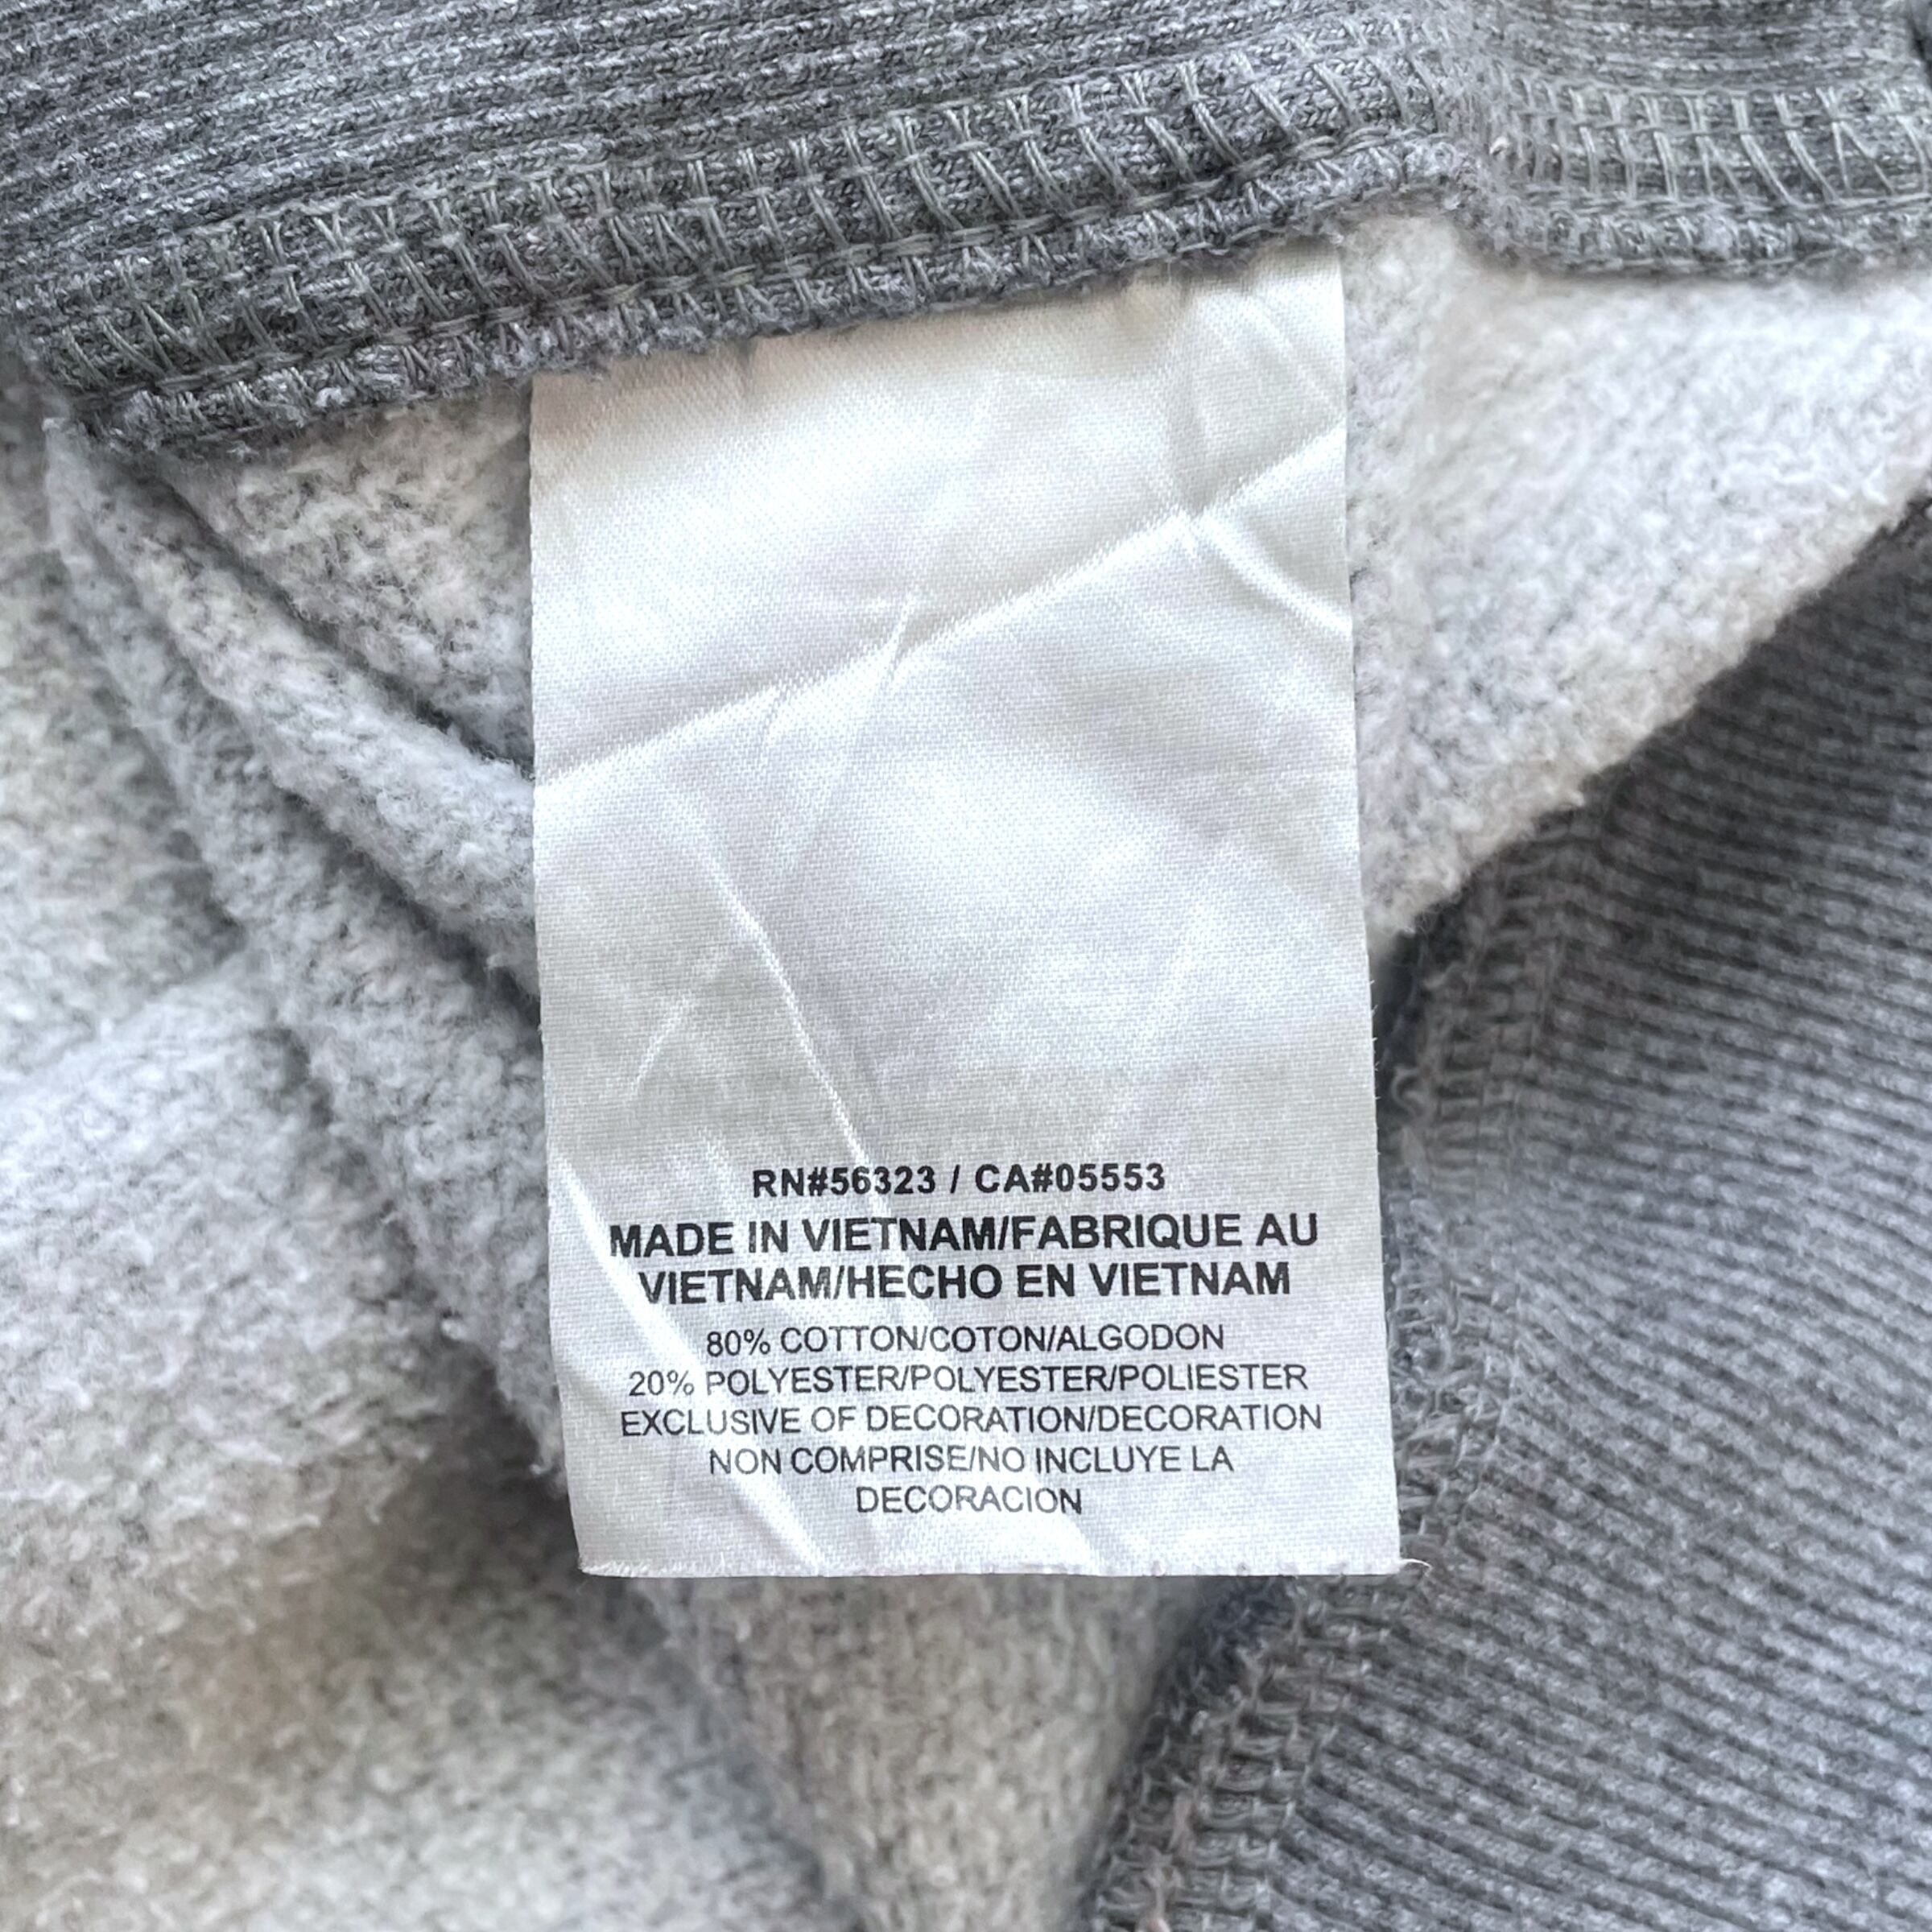 RN#56323 / CA#05553
MADE IN VIETNAM/FABRIQUE AU
VIETNAM/HECHO EN VIETNAM
80% COTTON/COTON/ALGODON
20% POLYESTER/POLYESTER/POLIESTER
EXCLUSIVE OF DECORATION/DECORATION
NON COMPRISE/NO INCLUYE LA
DECORACION